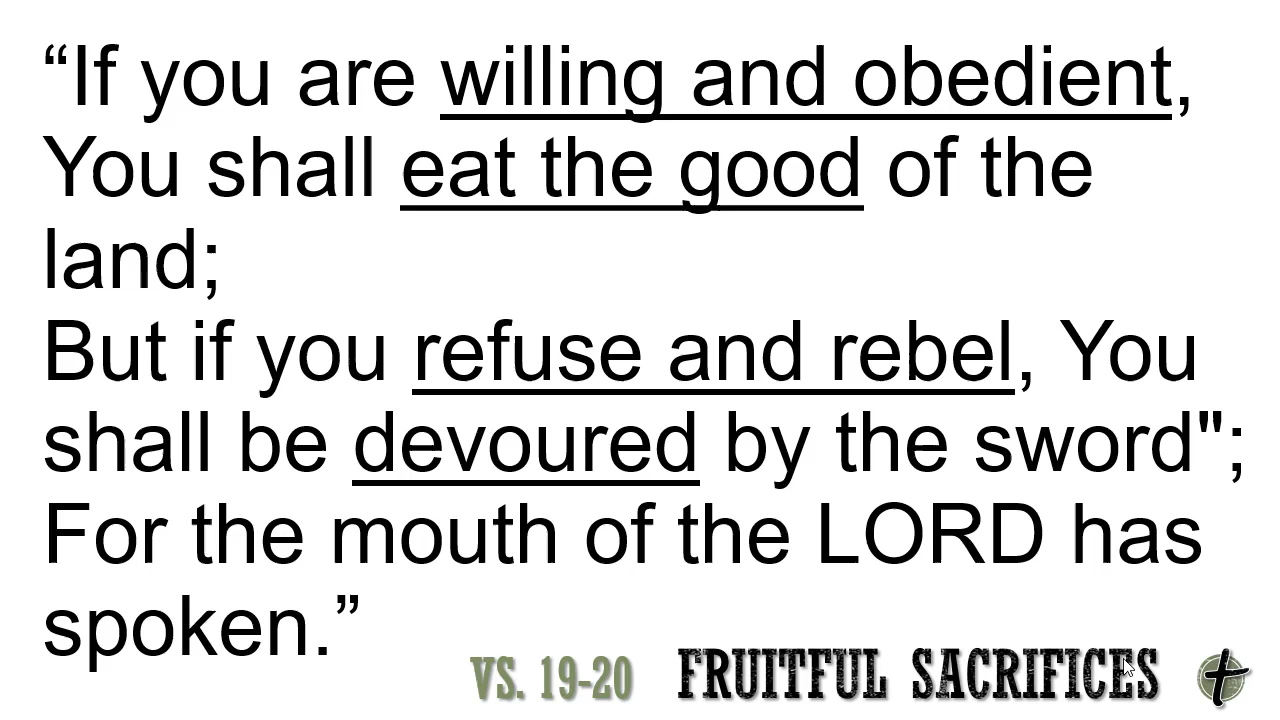 “If you are willing and obedient,
You shall eat the good of the
land;
But if you refuse and rebel, You
shall be devoured by the sword";
For the mouth of the LORD has
spoken.”
VS. 19-20 FRUITFUL SACRIFICES